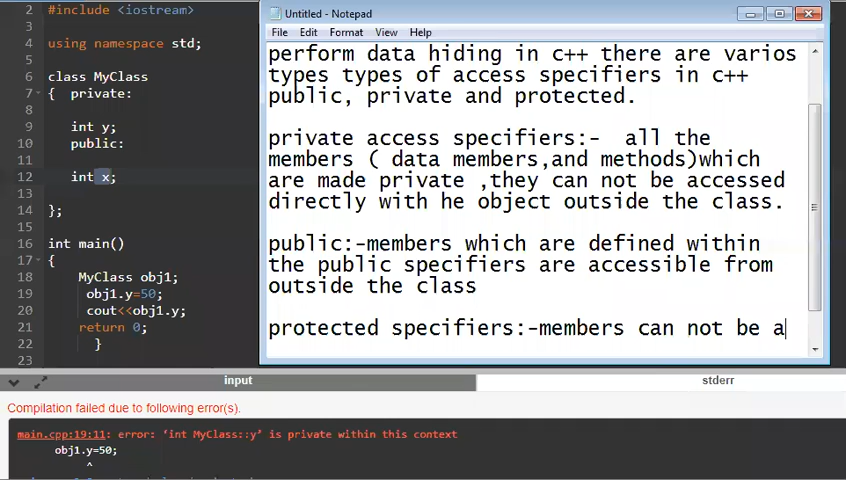 2 #include <iostream>
3
4 using namespace std;
5
6 class MyClass
7 { private:
8
9 int y;
10 public:
11
12 int x;
13
14 };
15
16 int main()
17 {
18 MyClass obj1;
19 obj1.y=50;
20 cout<<obj1.y;
21 return 0;
22 }
23
Untitled - Notepad
File Edit Format View Help
perform data hiding in c++ there are varios
types types of access specifiers in c++
public, private and protected.
private access specifiers:- all the
members ( data members,and methods)which
are made private ,they can not be accessed
directly with he object outside the class.
public:-members which are defined within
the public specifiers are accessible from
outside the class
protected specifiers:-members can not be a
input
stderr
Compilation failed due to following error(s).
main.cpp:19:11: error: ‘int MyClass::y’ is private within this context
obj1.y=50;
^